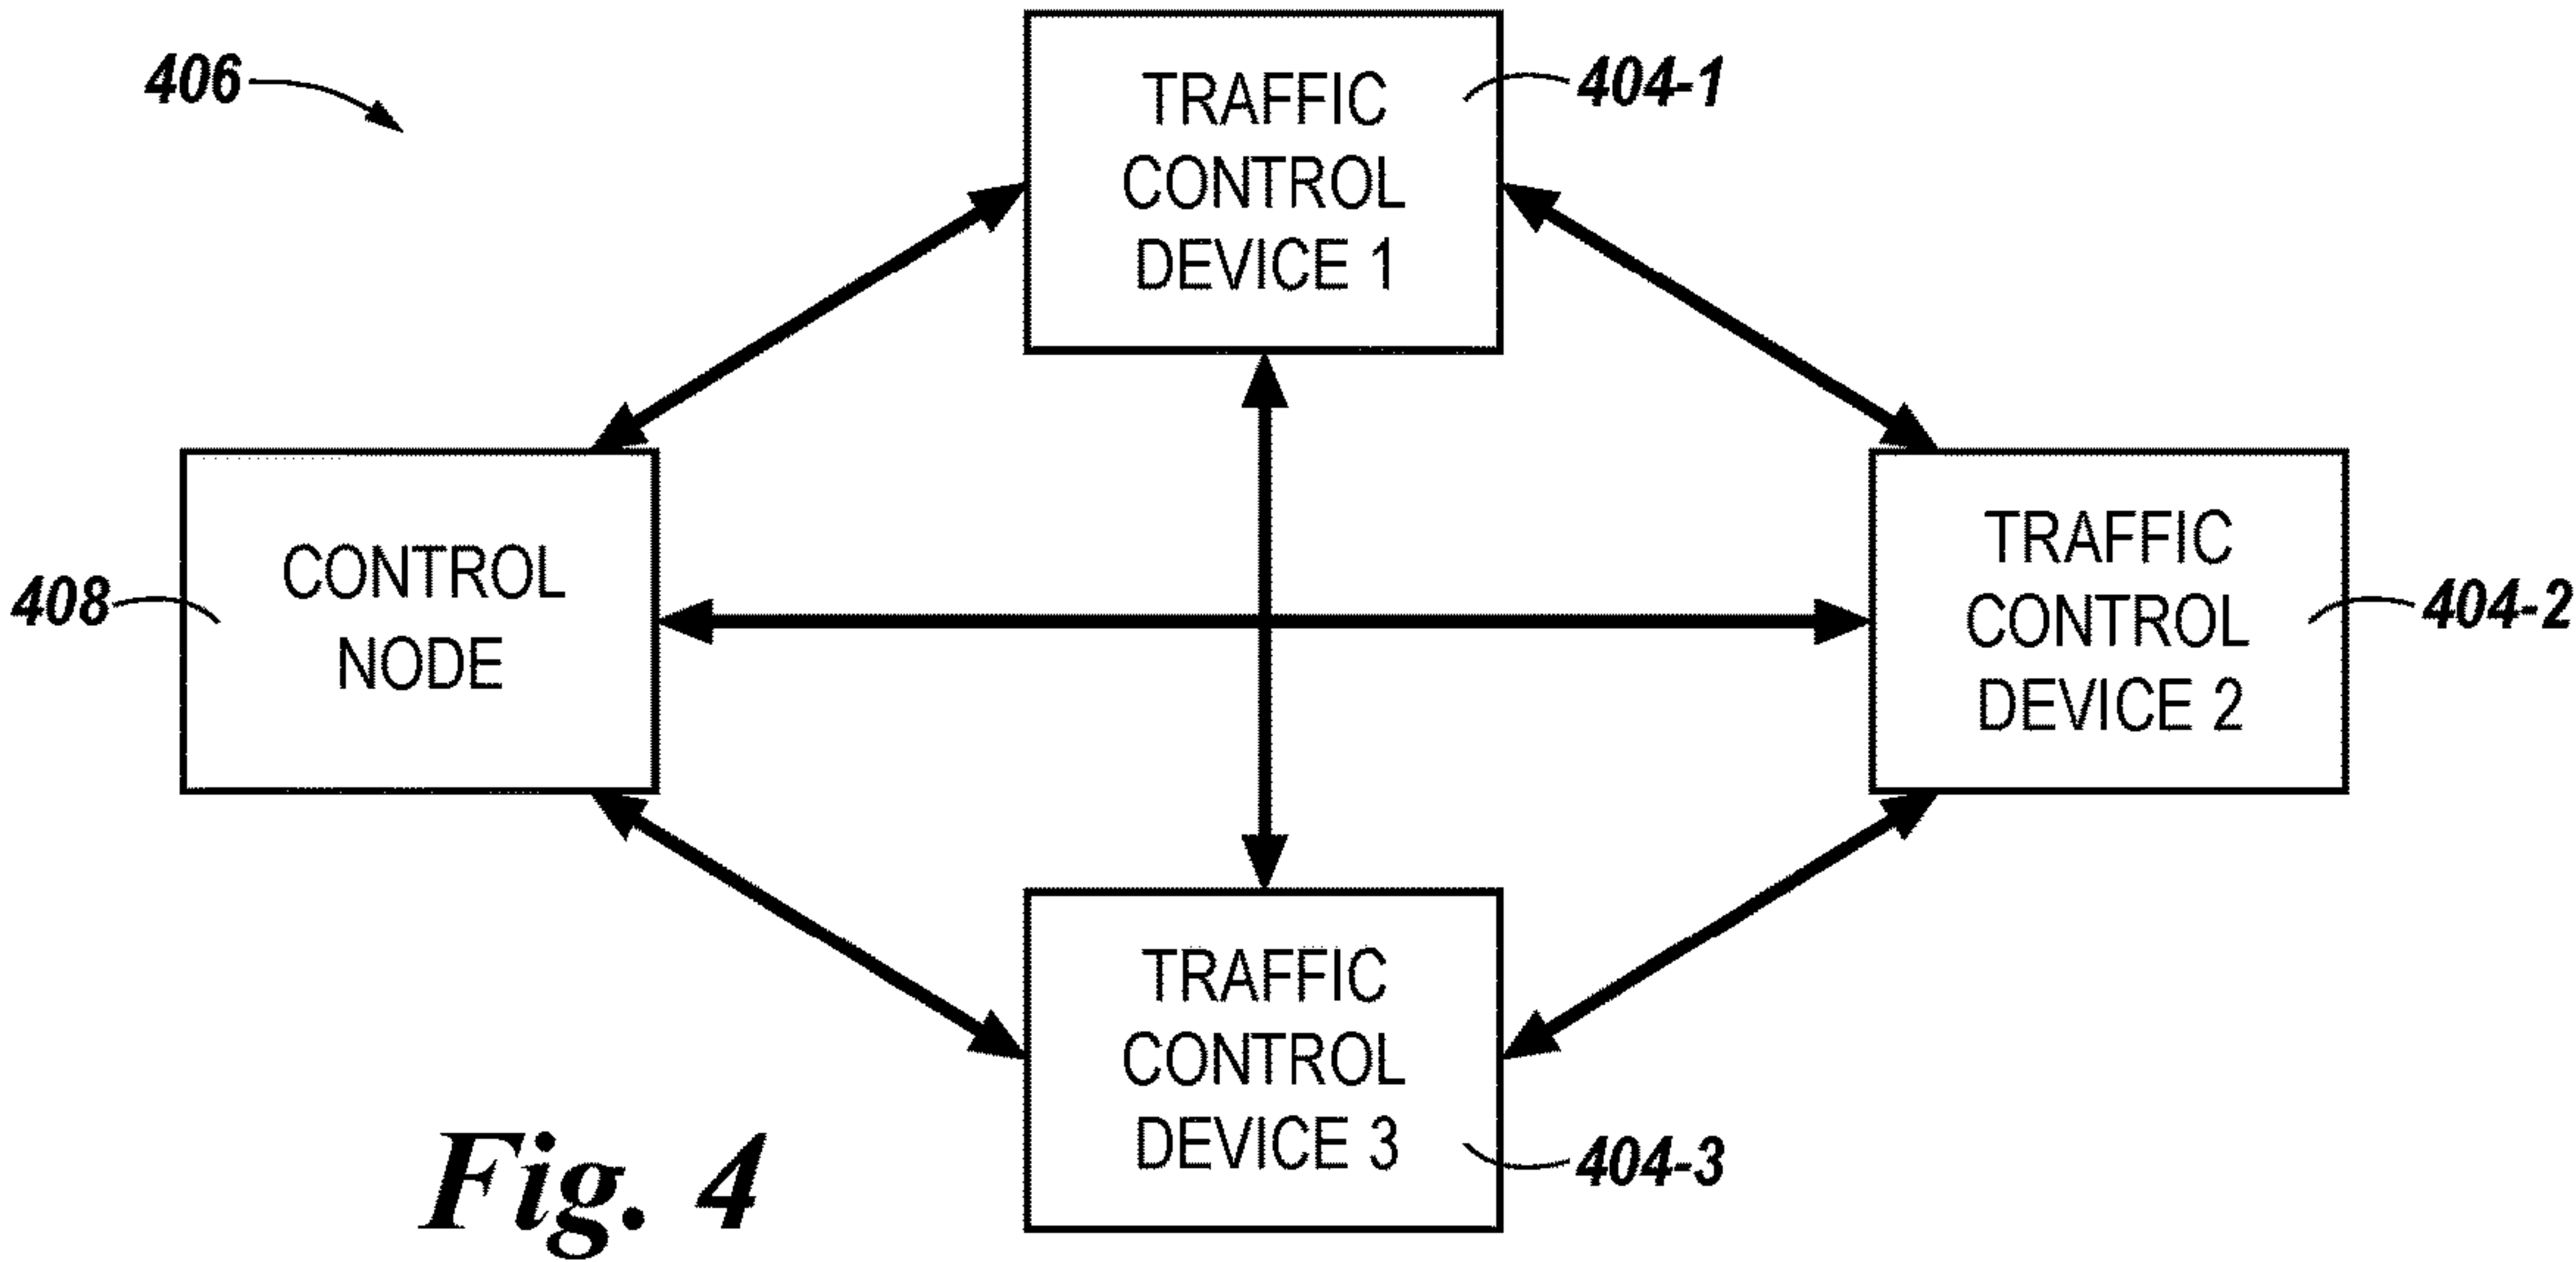 406
TRAFFIC
CONTROL
DEVICE 1
404-1
408
CONTROL
NODE
TRAFFIC
CONTROL
DEVICE 2
404-2
TRAFFIC
CONTROL
DEVICE 3
404-3
Fig. 4